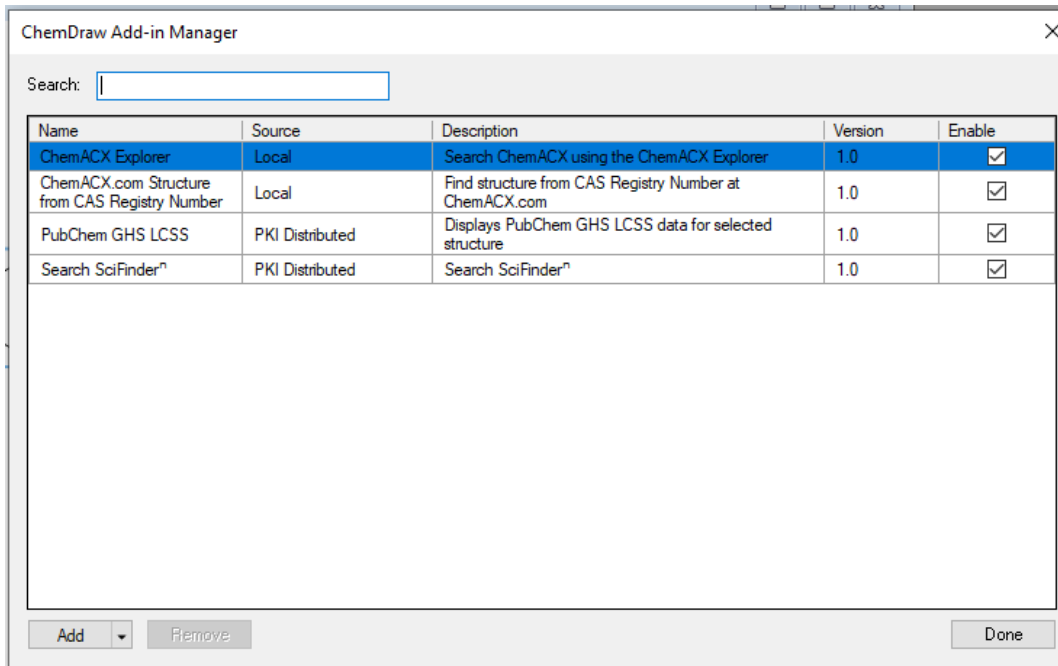 ChemDraw Add-in Manager
Search:
Name Source Description Version Enable
ChemACX Explorer Local Search ChemACX using the ChemACX Explorer 1.0
ChemACX.com Structure
from CAS Registry Number Local Find structure from CAS Registry Number at
ChemACX.com 1.0
PubChem GHS LCSS PKI Distributed Displays PubChem GHS LCSS data for selected
structure 1.0
Search SciFinderⁿ PKI Distributed Search SciFinderⁿ 1.0
Add Remove Done